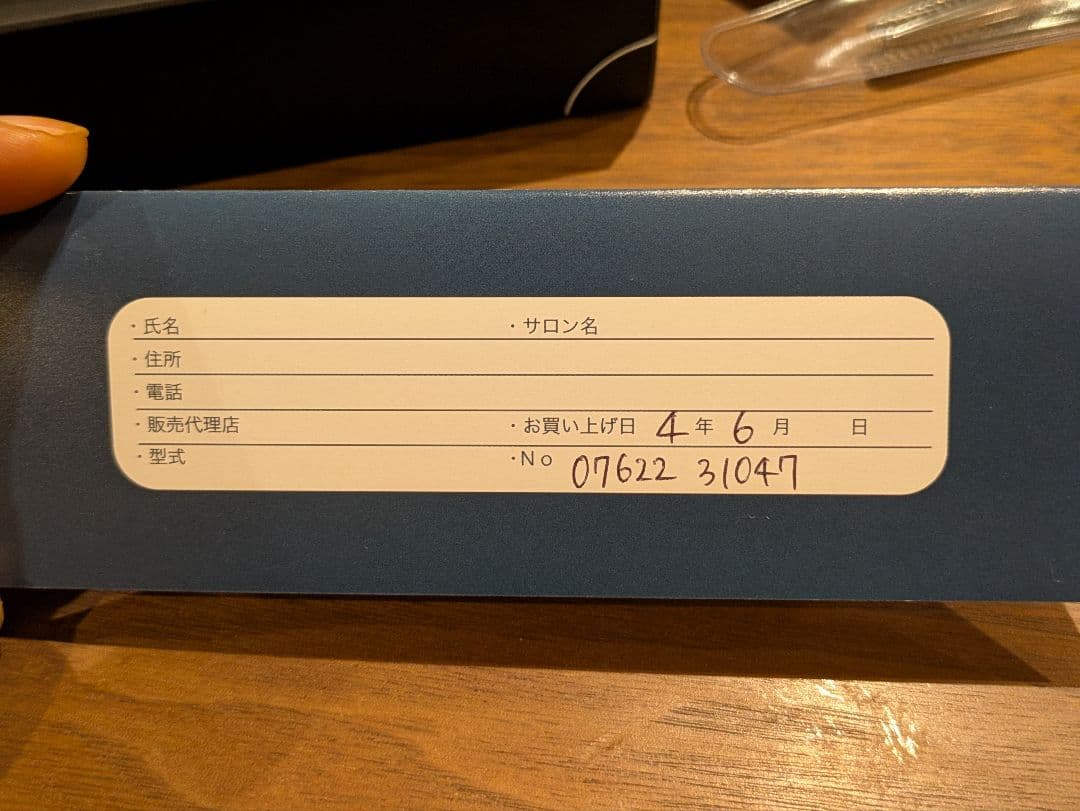 ・氏名 ・サロン名
・住所
・電話
・販売代理店 ・お買い上げ日 4年 6月 日
・型式 ・No 07622 31047